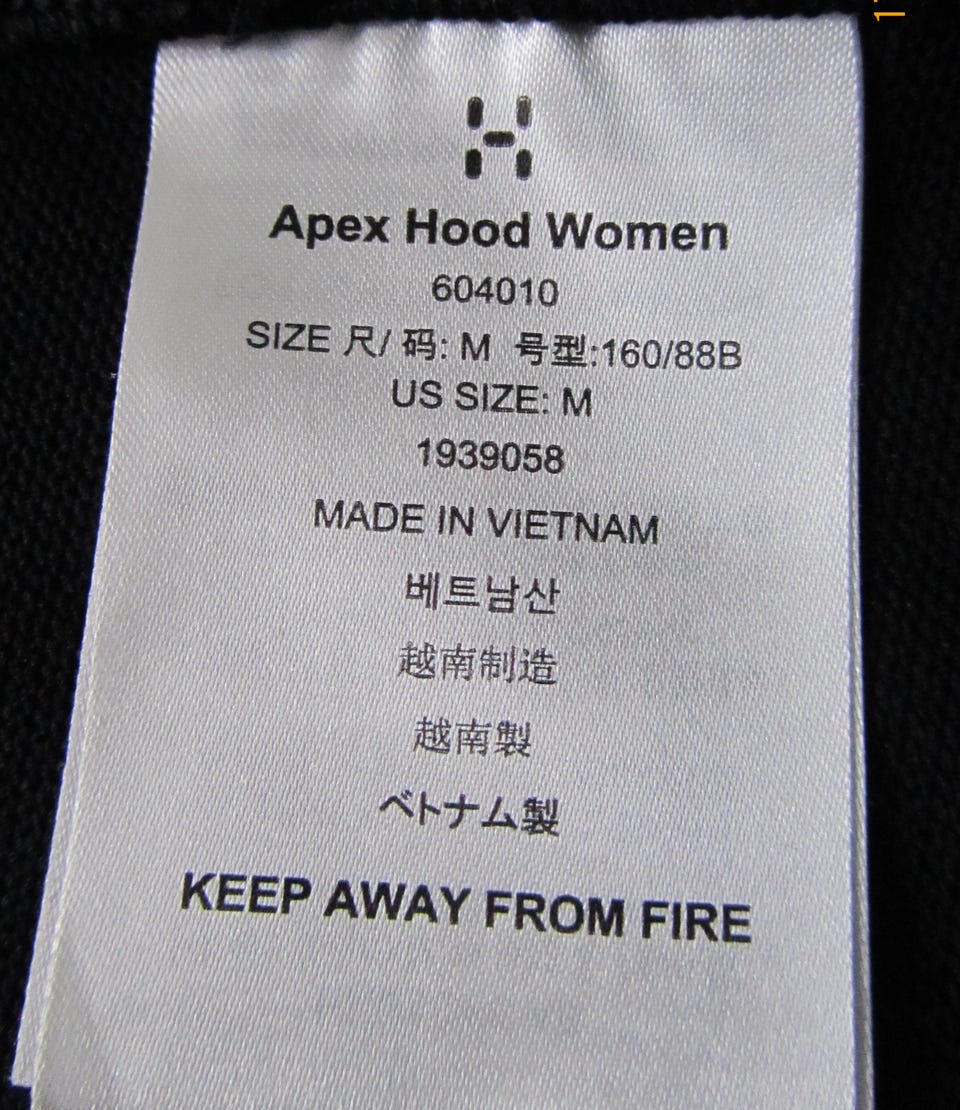 Apex Hood Women
604010
SIZE 尺/ 码: M 号型:160/88B
US SIZE: M
1939058
MADE IN VIETNAM
베트남산
越南制造
越南製
ベトナム製
KEEP AWAY FROM FIRE